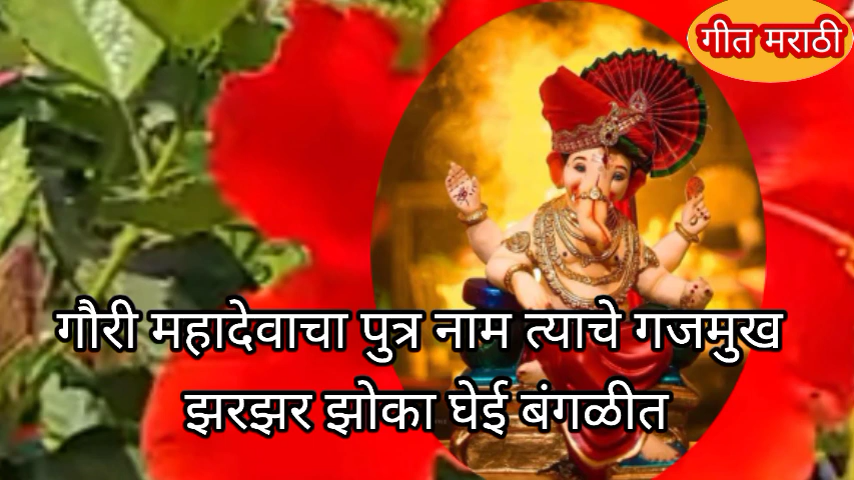 गीत मराठी
गौरी महादेवाचा पुत्र नाम त्याचे गजमुख
झरझर झोका घेई बंगळीत